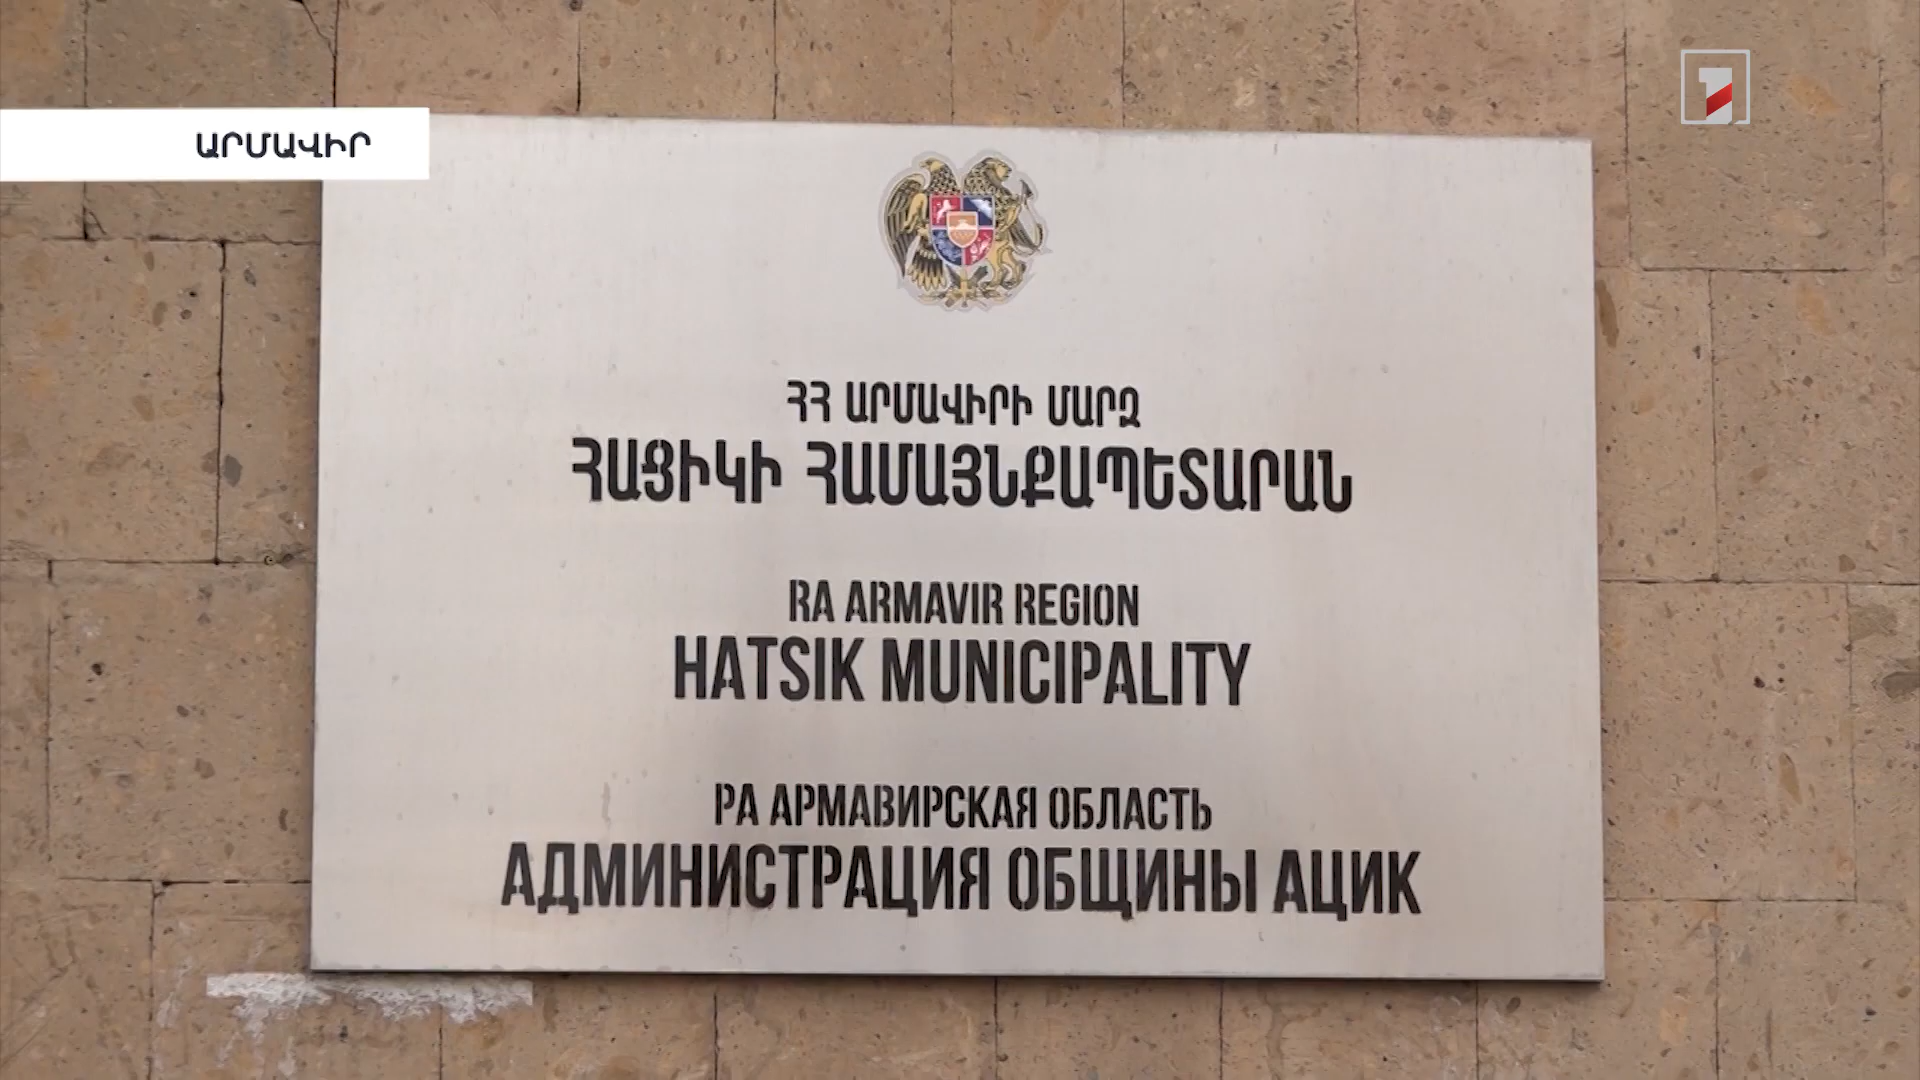 ԱՐՄԱՎԻՐ
ՀՀ ԱՐՄԱՎԻՐԻ ՄԱՐԶ
ՀԱՑԻԿԻ ՀԱՄԱՅՆՔԱՊԵՏԱՐԱՆ
RA ARMAVIR REGION
HATSIK MUNICIPALITY
РА АРМАВИРСКАЯ ОБЛАСТЬ
АДМИНИСТРАЦИЯ ОБЩИНЫ АЦИК